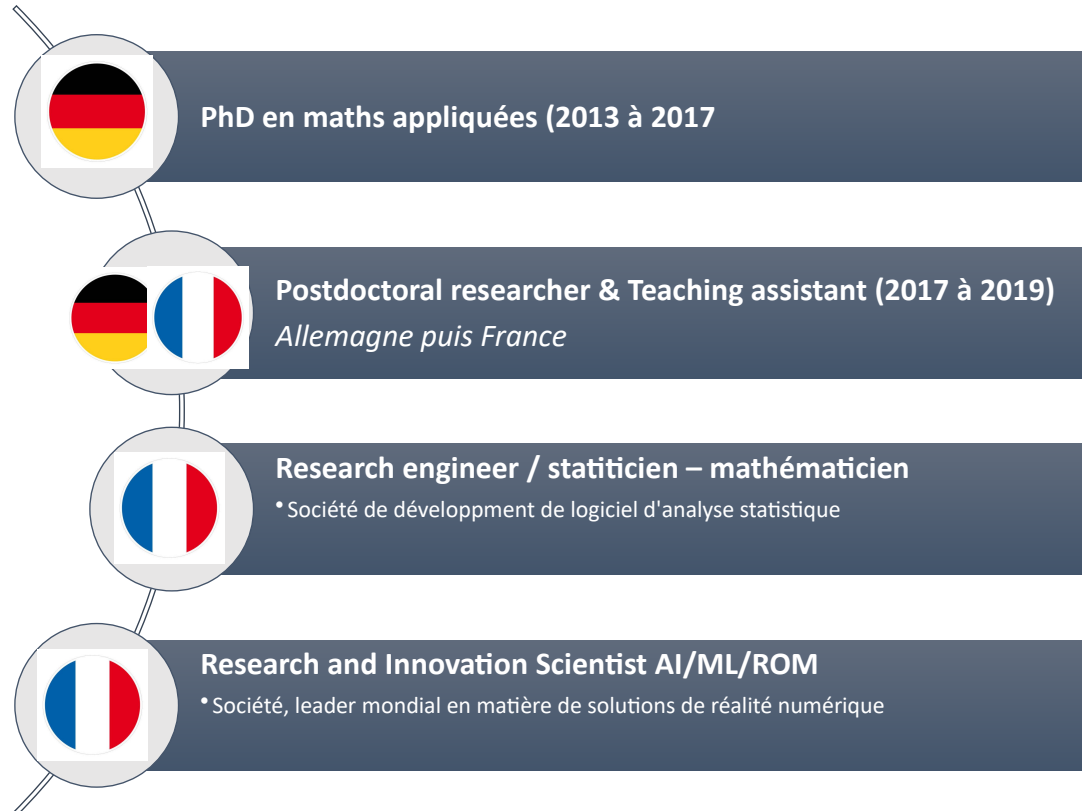 PhD en maths appliquées (2013 à 2017
Postdoctoral researcher & Teaching assistant (2017 à 2019)
Allemagne puis France
Research engineer / statiticien – mathématicien
• Société de développment de logiciel d'analyse statistique
Research and Innovation Scientist AI/ML/ROM
• Société, leader mondial en matière de solutions de réalité numérique